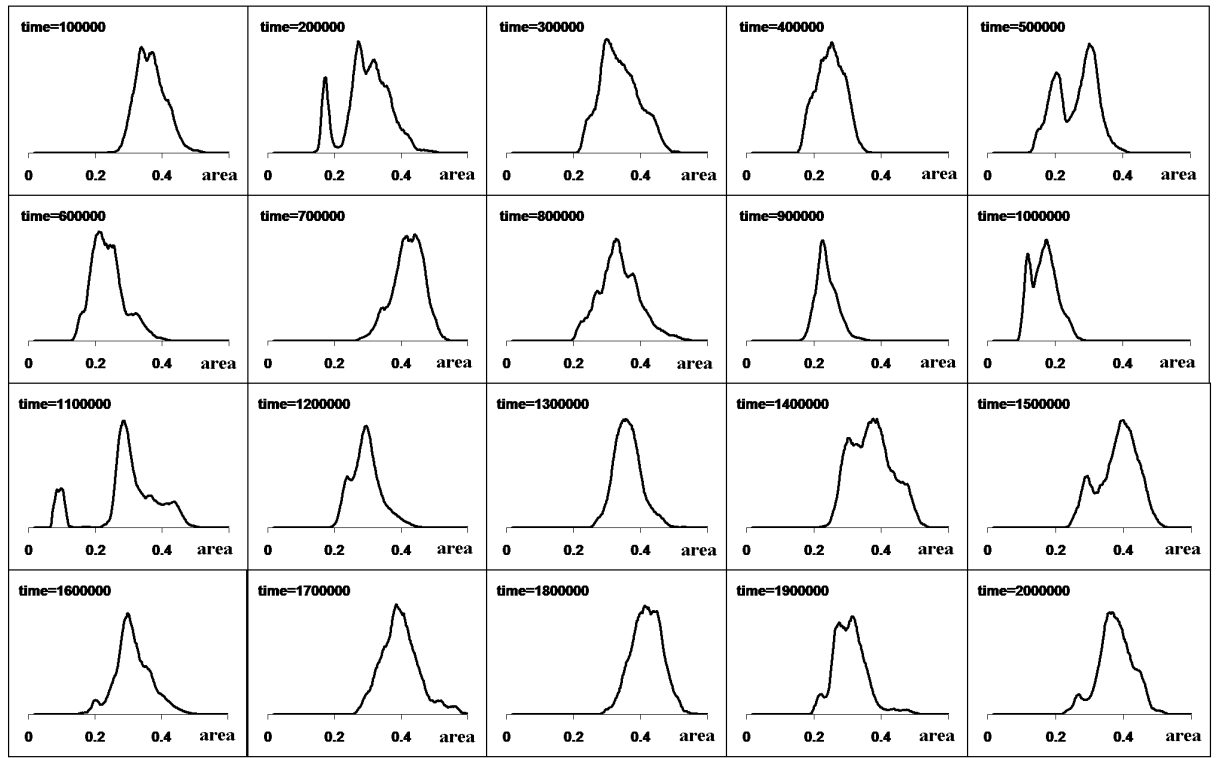 time=100000 time=200000 time=300000 time=400000 time=500000
0 0.2 0.4 area 0 0.2 0.4 area 0 0.2 0.4 area 0 0.2 0.4 area 0 0.2 0.4 area
time=600000 time=700000 time=800000 time=900000 time=1000000
0 0.2 0.4 area 0 0.2 0.4 area 0 0.2 0.4 area 0 0.2 0.4 area 0 0.2 0.4 area
time=1100000 time=1200000 time=1300000 time=1400000 time=1500000
0 0.2 0.4 area 0 0.2 0.4 area 0 0.2 0.4 area 0 0.2 0.4 area 0 0.2 0.4 area
time=1600000 time=1700000 time=1800000 time=1900000 time=2000000
0 0.2 0.4 area 0 0.2 0.4 area 0 0.2 0.4 area 0 0.2 0.4 area 0 0.2 0.4 area